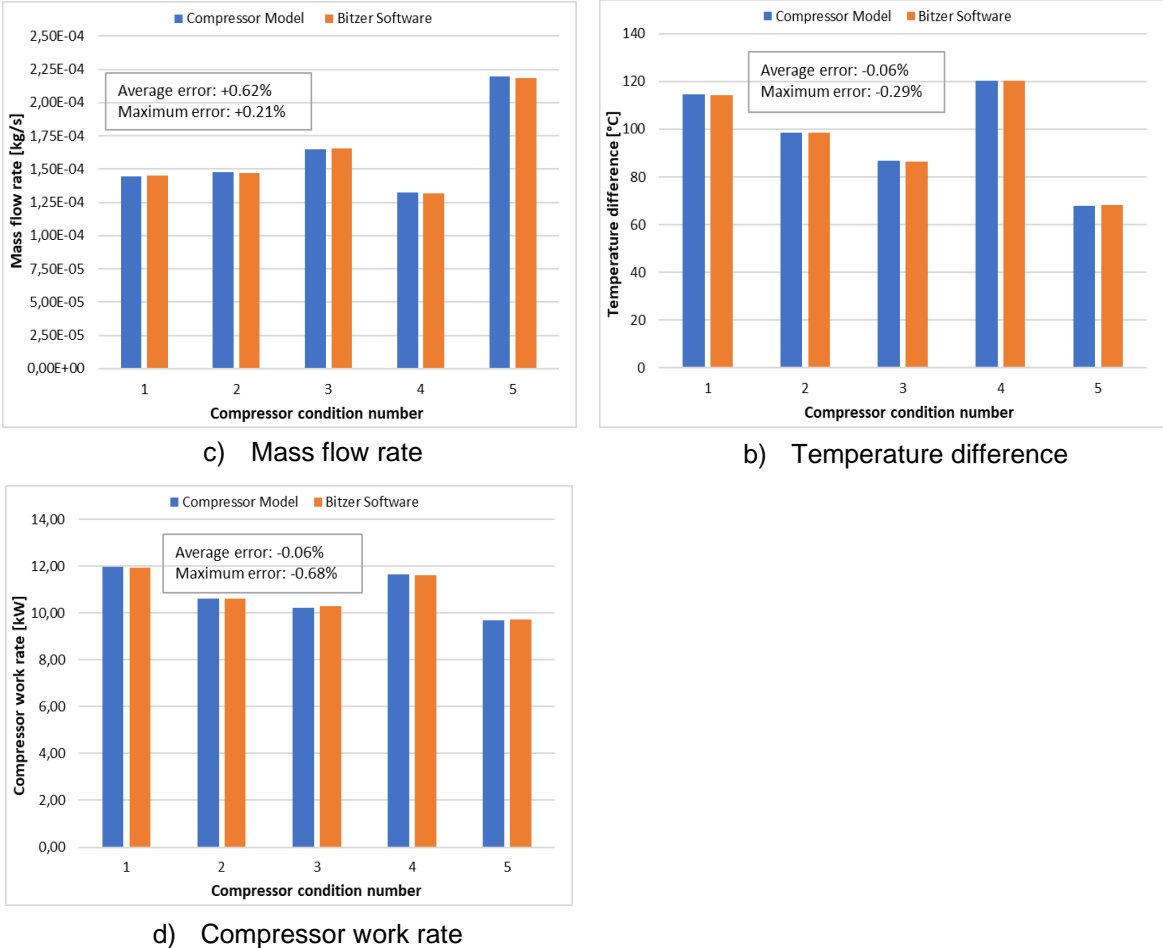 Compressor Model Bitzer Software
2,50E-04
2,25E-04
2,00E-04
1,75E-04
1,50E-04
1,25E-04
1,00E-04
7,50E-05
5,00E-05
2,50E-05
0,00E+00
Mass flow rate [kg/s]
Average error: +0.62%
Maximum error: +0.21%
1 2 3 4 5
Compressor condition number
c) Mass flow rate
Compressor Model Bitzer Software
140
120
100
80
60
40
20
0
Temperature difference [°C]
Average error: -0.06%
Maximum error: -0.29%
1 2 3 4 5
Compressor condition number
b) Temperature difference
Compressor Model Bitzer Software
14,00
12,00
10,00
8,00
6,00
4,00
2,00
0,00
Compressor work rate [kW]
Average error: -0.06%
Maximum error: -0.68%
1 2 3 4 5
Compressor condition number
d) Compressor work rate